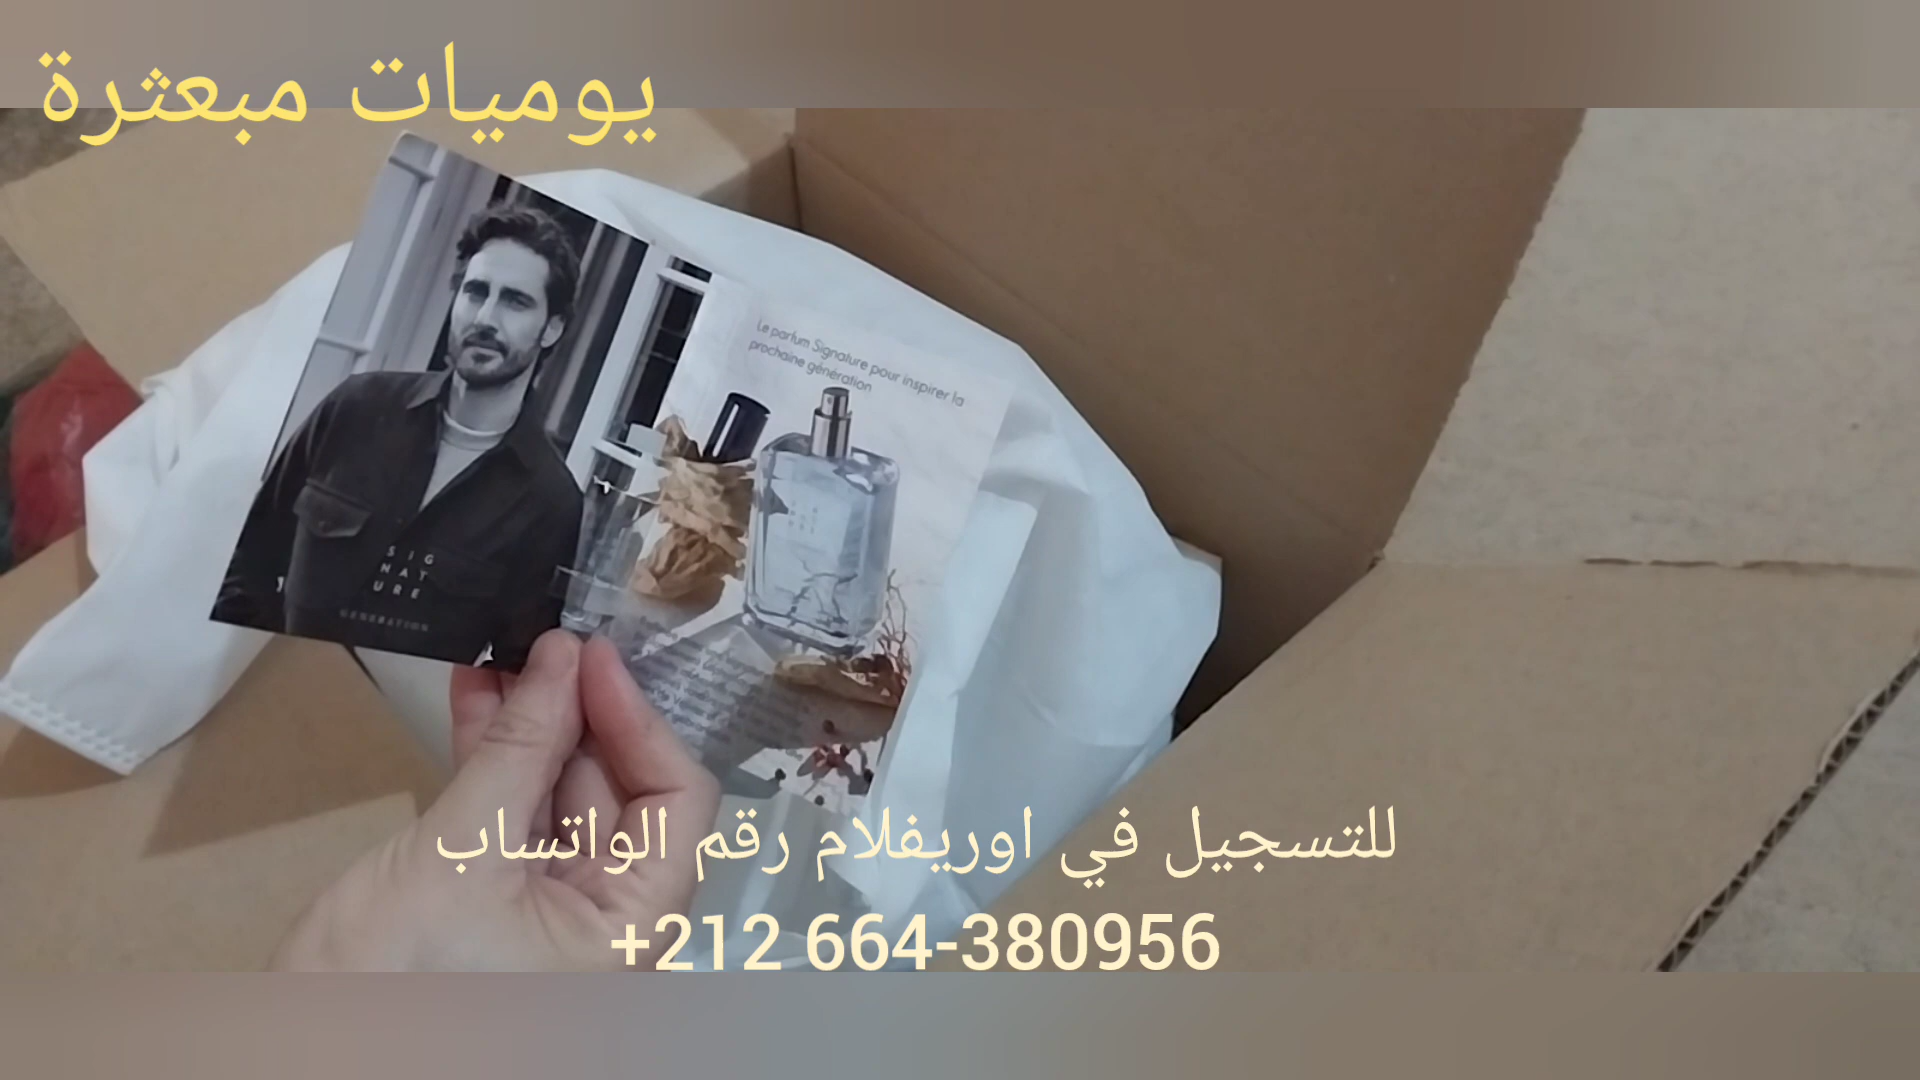 يوميات مبعثرة
Le parfum Signature pour inspirer la
prochaine génération
SiG
NAT
URE
GENERATION
للتسجيل في اوريفلام رقم الواتساب
+212 664-380956